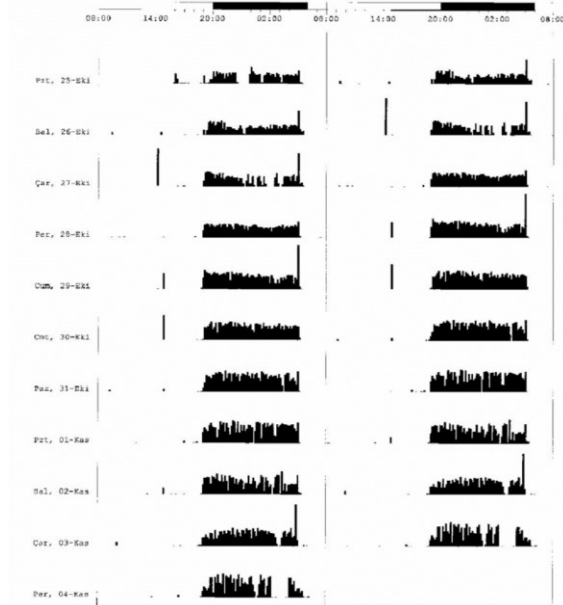 08:00 14:00 20:00 02:00 08:00 14:00 20:00 02:00 08:00
Pzt, 25-Eki
Sal, 26-Eki
Çar, 27-Eki
Per, 28-Eki
Cum, 29-Eki
Cmt, 30-Eki
Paz, 31-Eki
Pzt, 01-Kas
Sal, 02-Kas
Çar, 03-Kas
Per, 04-Kas